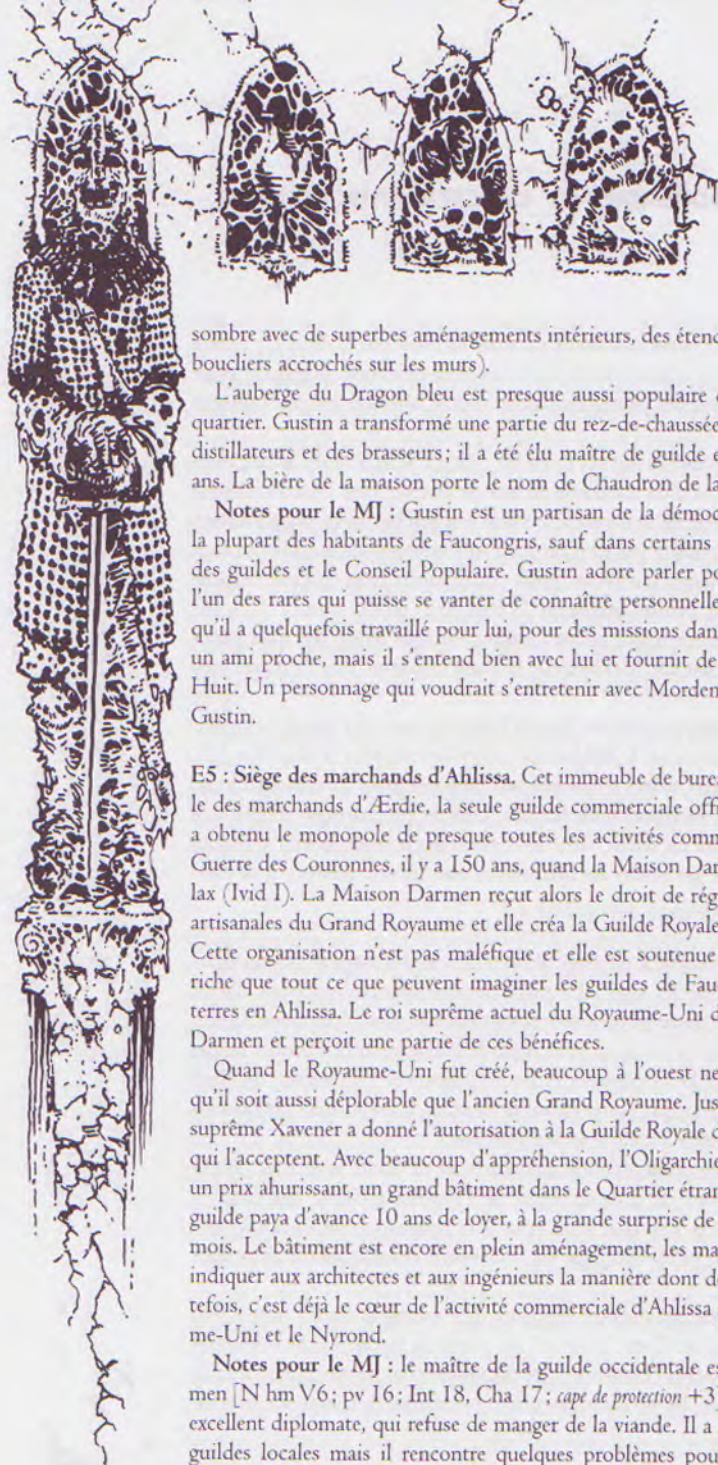 sombre avec de superbes aménagements intérieurs, des
boucliers accrochés sur les murs).
L'auberge du Dragon bleu est presque aussi populaire
quartier. Gustin a transformé une partie du rez-de-chaussée
distillateurs et des brasseurs; il a été élu maître de guilde
ans. La bière de la maison porte le nom de Chaudron de la
Notes pour le MJ : Gustin est un partisan de la
la plupart des habitants de Faucongris, sauf dans certains
des guildes et le Conseil Populaire. Gustin adore parler
l'un des rares qui puisse se vanter de connaître
qu'il a quelquefois travaillé pour lui, pour des missions
un ami proche, mais il s'entend bien avec lui et fournit de
Huit. Un personnage qui voudrait s'entretenir avec
Gustin.
E5 : Siège des marchands d'Ahlissa. Cet immeuble de
le des marchands d'Ærdie, la seule guilde commerciale
a obtenu le monopole de presque toutes les activités
Guerre des Couronnes, il y a 150 ans, quand la Maison
lax (Ivid I). La Maison Darmen reçut alors le droit de
artisanales du Grand Royaume et elle créa la Guilde Royale
Cette organisation n'est pas maléfique et elle est soutenue
riche que tout ce que peuvent imaginer les guildes de
terres en Ahlissa. Le roi suprême actuel du Royaume-Uni
Darmen et perçoit une partie de ces bénéfices.
Quand le Royaume-Uni fut créé, beaucoup à l'ouest ne
qu'il soit aussi déplorable que l'ancien Grand Royaume.
suprême Xavener a donné l'autorisation à la Guilde Royale
qui l'acceptent. Avec beaucoup d'appréhension, l'Oligarchie
un prix ahurissant, un grand bâtiment dans le Quartier
guilde paya d'avance 10 ans de loyer, à la grande surprise de
mois. Le bâtiment est encore en plein aménagement, les
indiquer aux architectes et aux ingénieurs la manière dont
tefois, c'est déjà le cœur de l'activité commerciale d'Ahlissa
me-Uni et le Nyrond.
Notes pour le MJ : le maître de la guilde occidentale
men [N hm V6; pv 16; Int 18, Cha 17; cape de protection +3]
excellent diplomate, qui refuse de manger de la viande. Il a
guildes locales mais il rencontre quelques problèmes